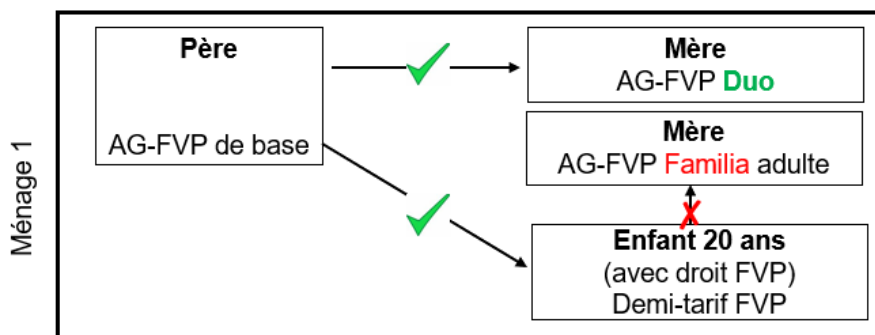 Ménage 1
Père
AG-FVP de base
Mère
AG-FVP Duo
Mère
AG-FVP Familia adulte
Enfant 20 ans
(avec droit FVP)
Demi-tarif FVP